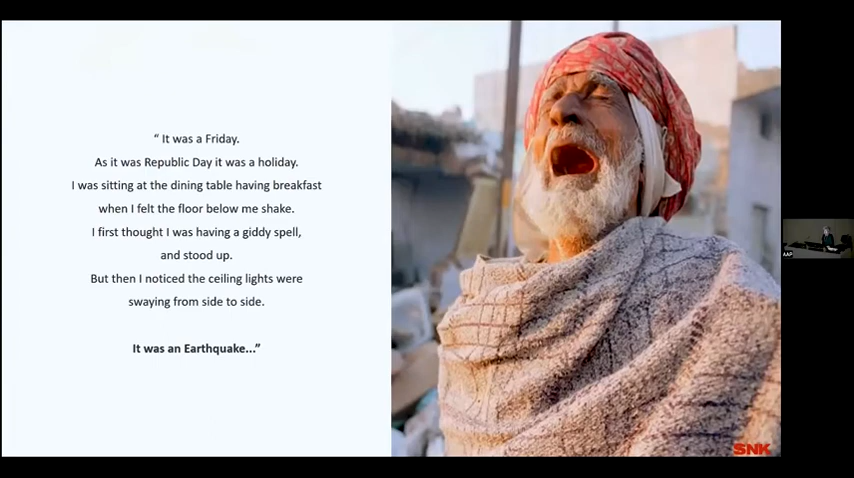 “ It was a Friday.
As it was Republic Day it was a holiday.
I was sitting at the dining table having breakfast
when I felt the floor below me shake.
I first thought I was having a giddy spell,
and stood up.
But then I noticed the ceiling lights were
swaying from side to side.
It was an Earthquake...”
SNK
AAP